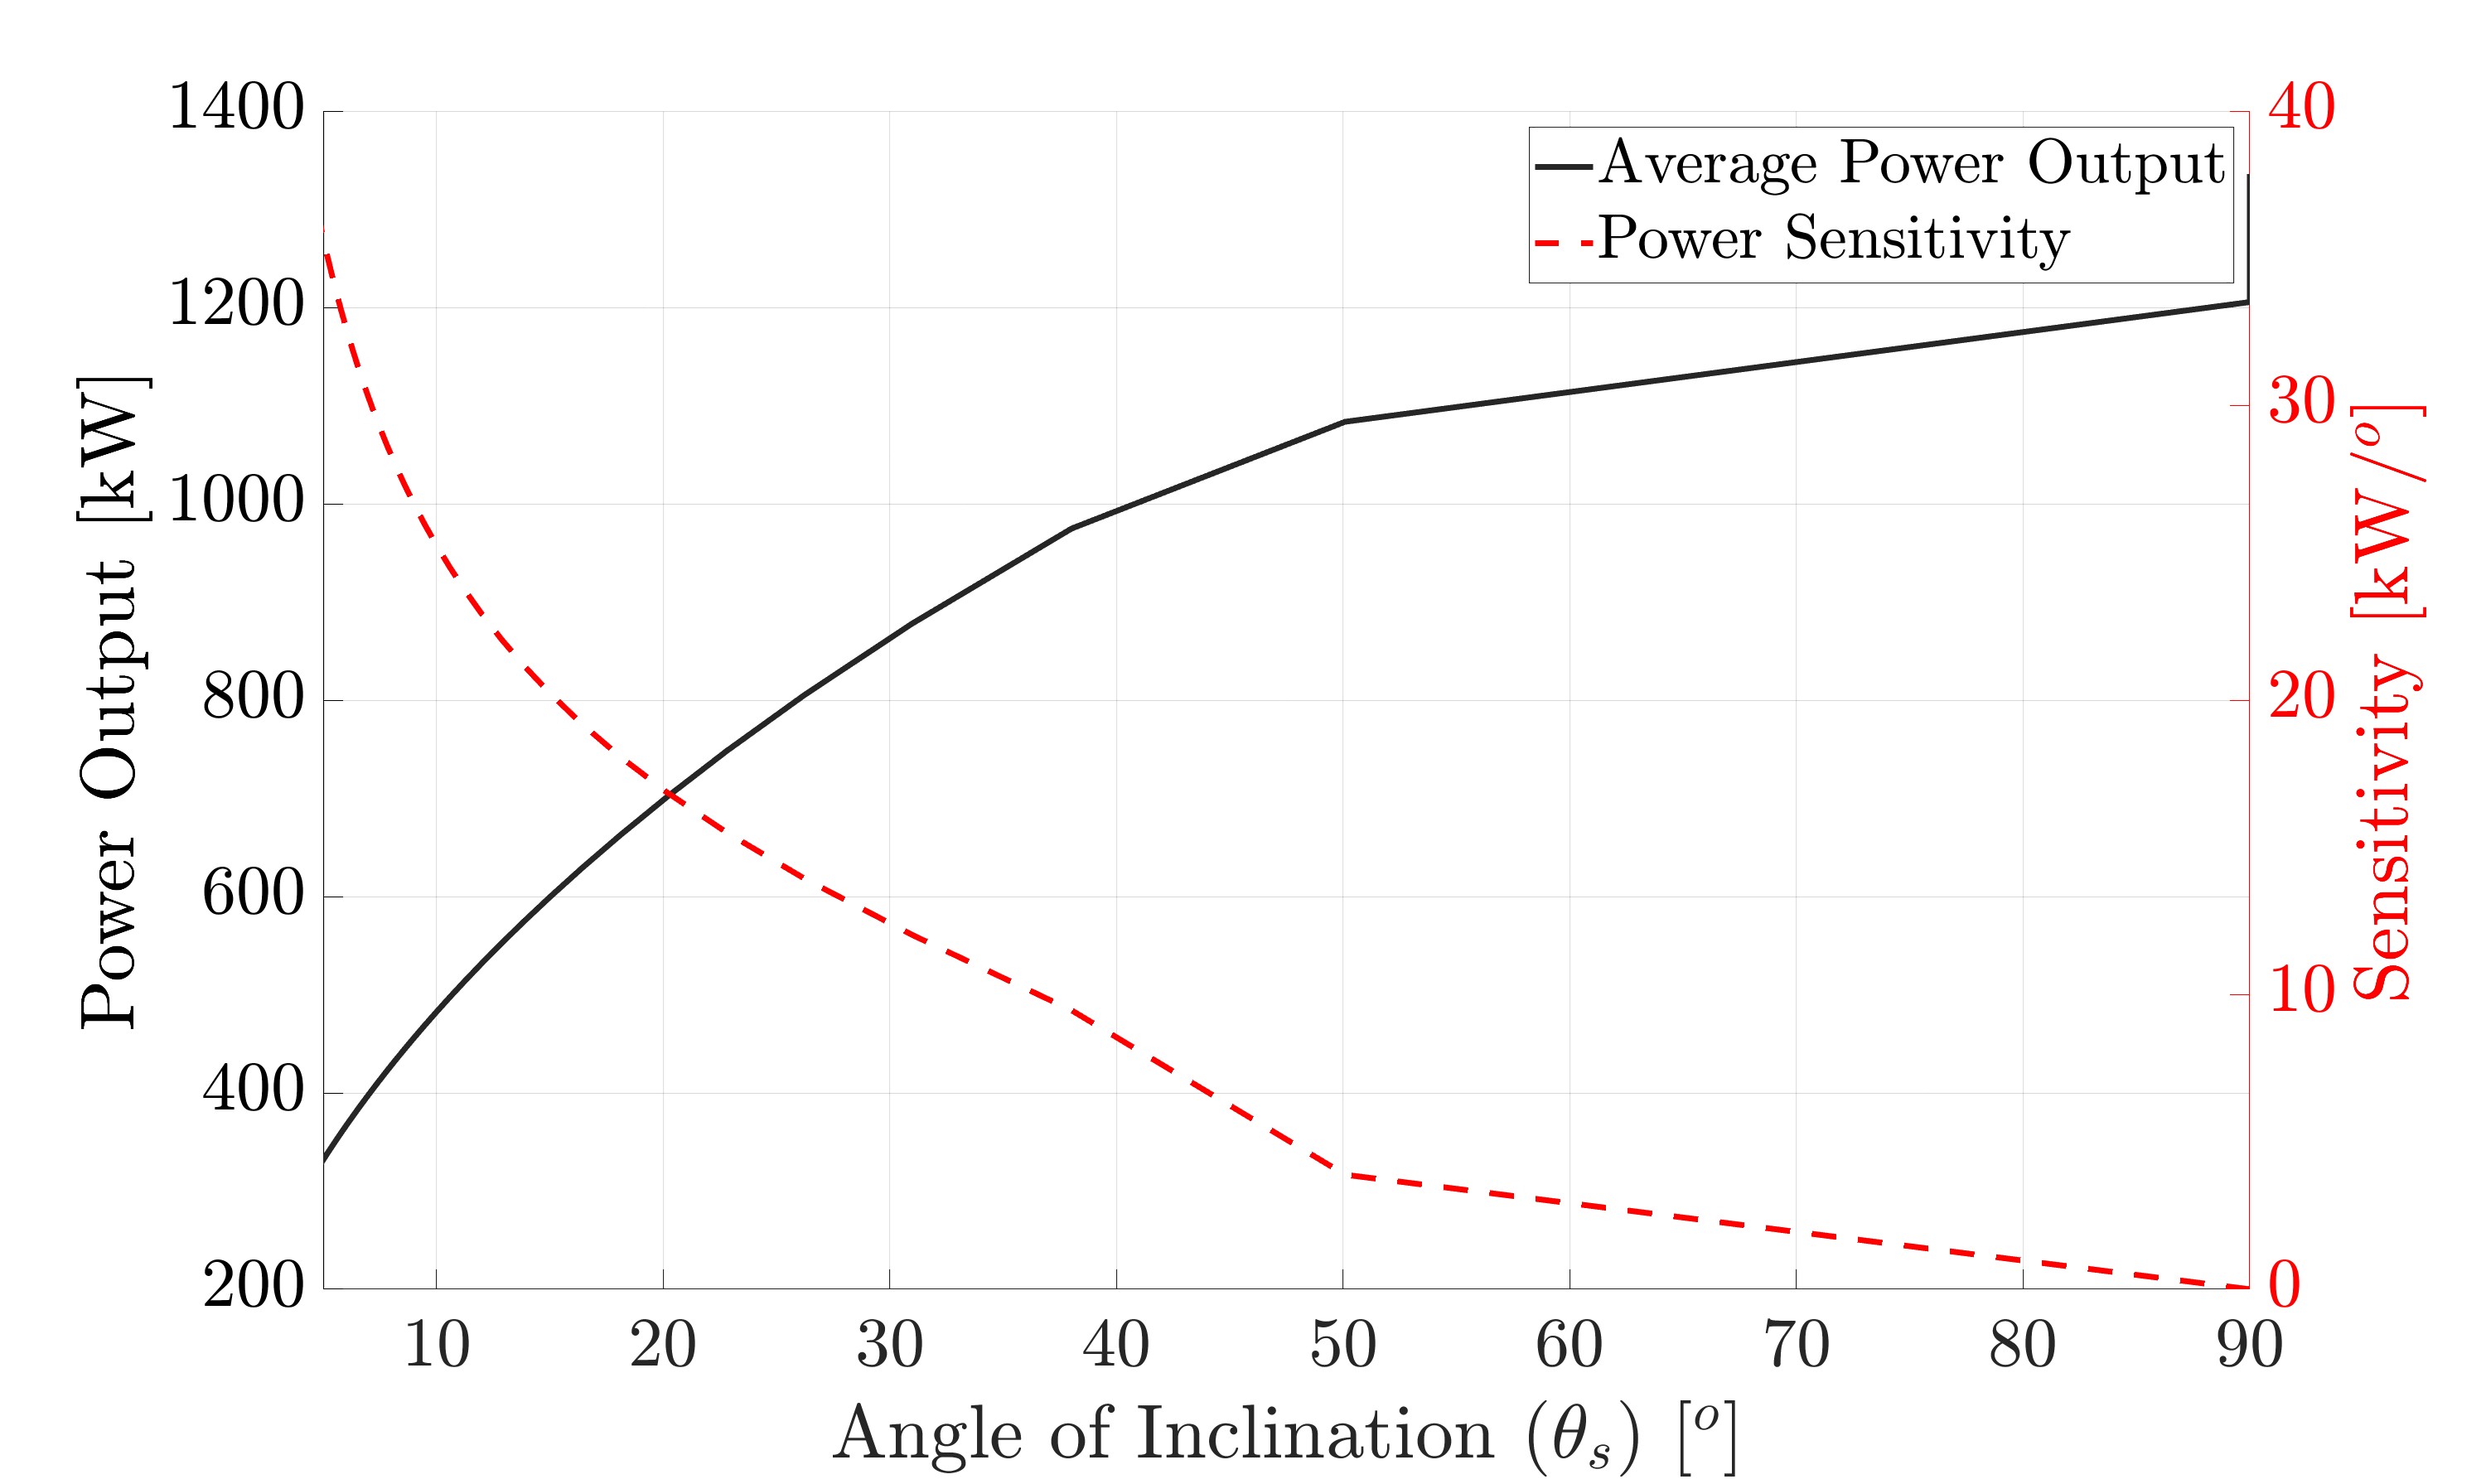 Average Power Output
Power Sensitivity
1400
1200
1000
800
600
400
200
Power Output [kW]
40
30
20
10
0
Sensitivity [kW/°]
10 20 30 40 50 60 70 80 90
Angle of Inclination (θₛ) [°]